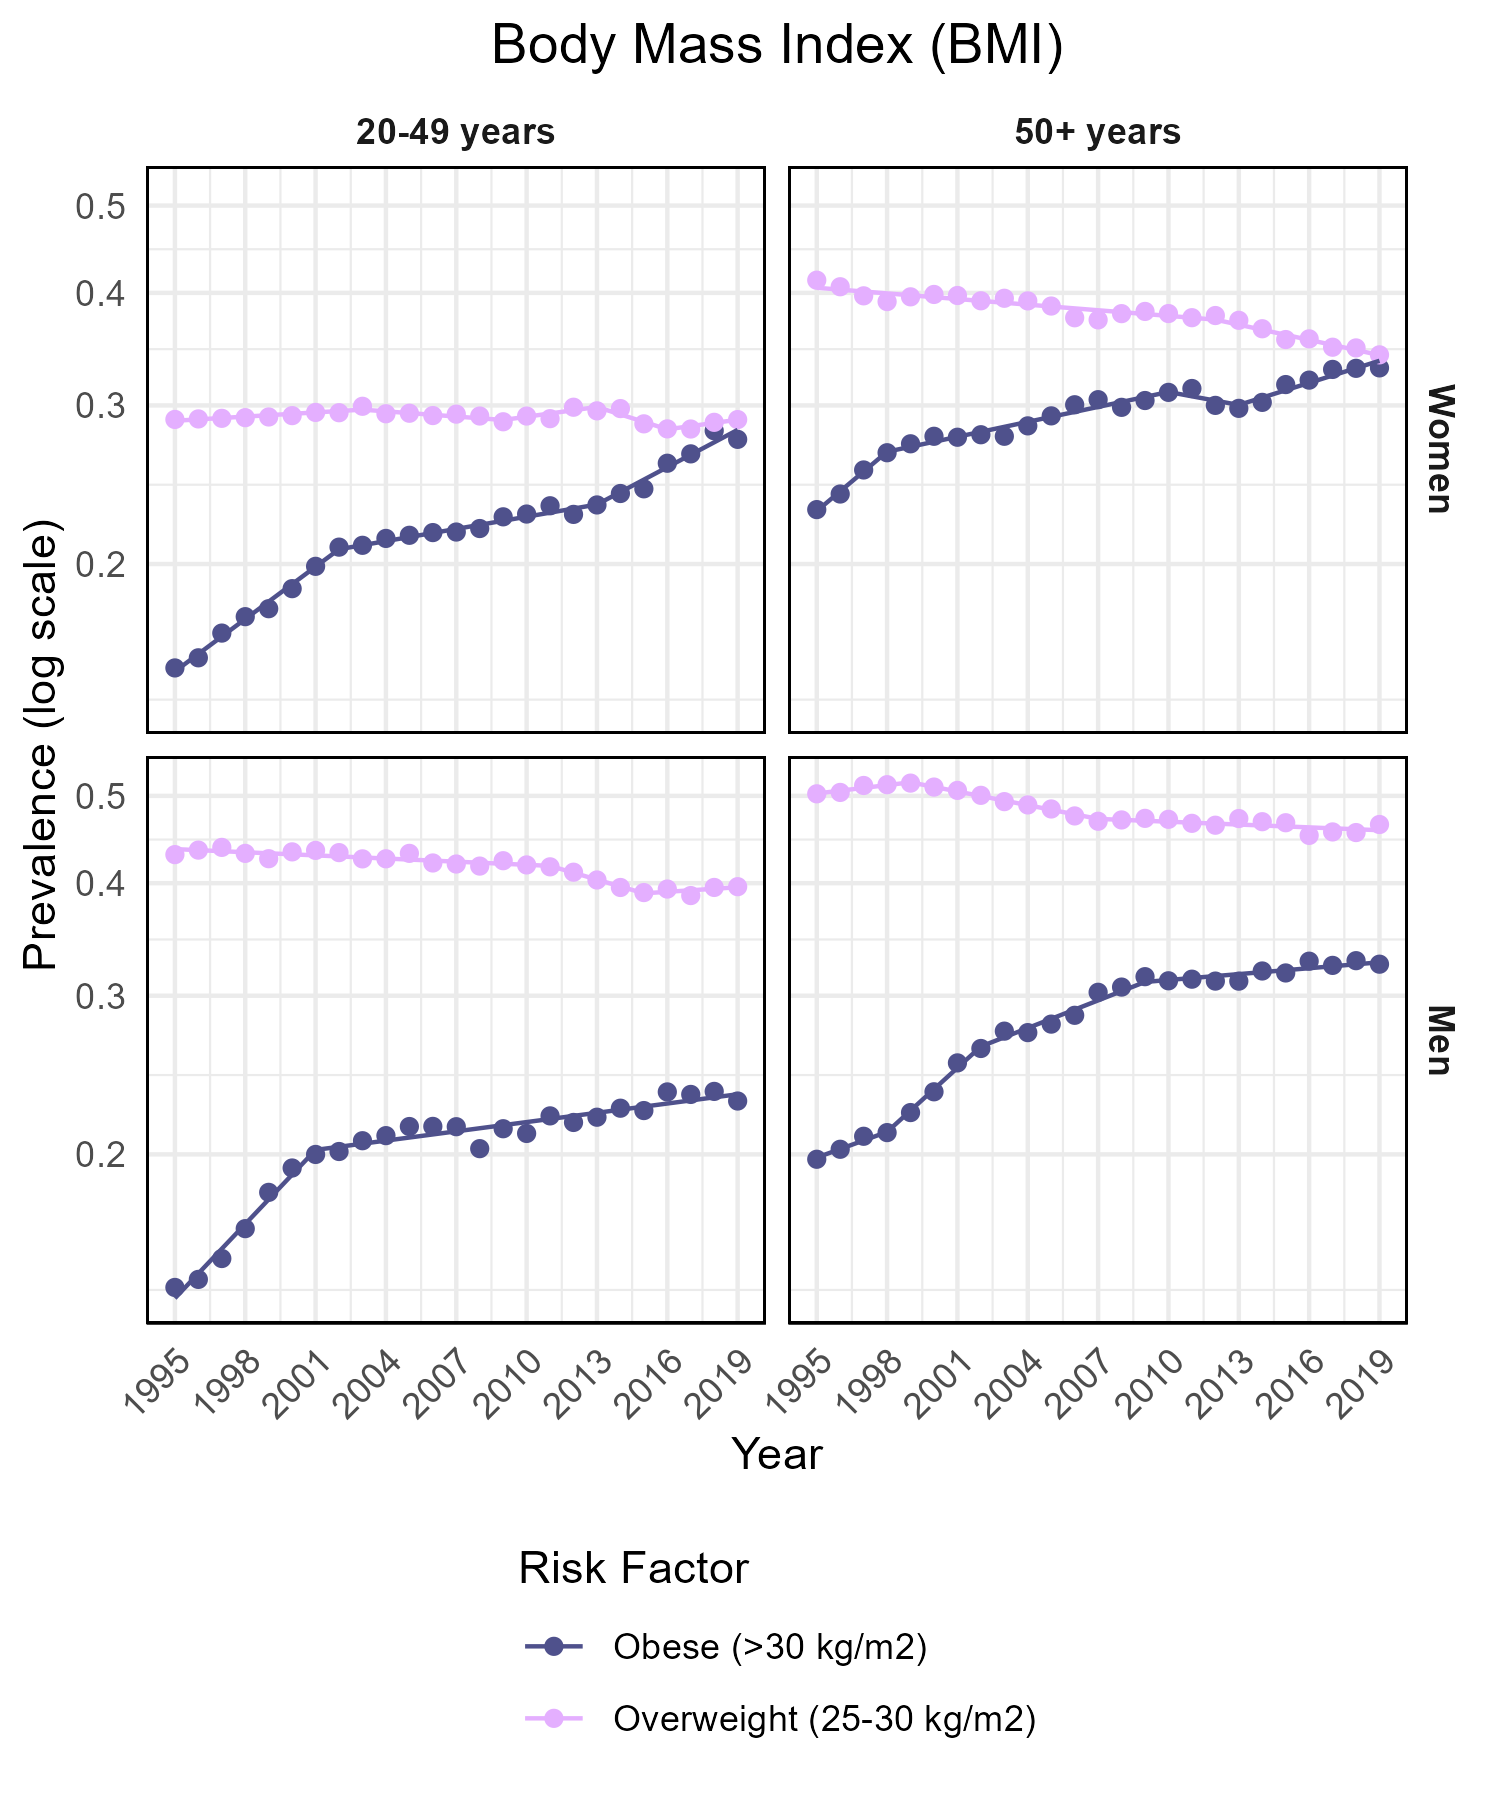 Body Mass Index (BMI)
20-49 years
50+ years
0.5
0.4
0.3
0.2
Women
Prevalence (log scale)
0.5
0.4
0.3
0.2
Men
1995
1998
2001
2004
2007
2010
2013
2016
2019
1995
1998
2001
2004
2007
2010
2013
2016
2019
Year
Risk Factor
Obese (>30 kg/m2)
Overweight (25-30 kg/m2)